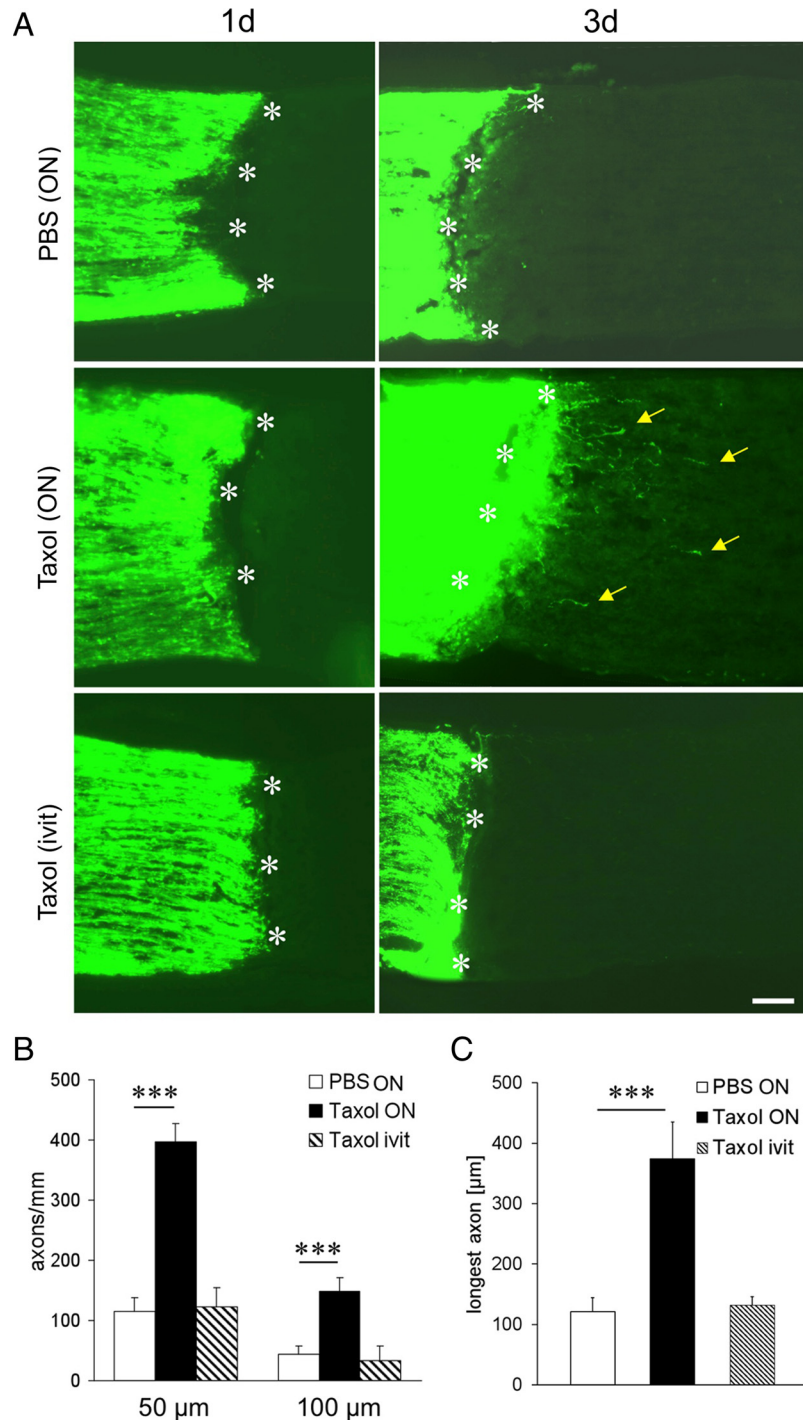 A
1d 3d
PBS (ON)
* * * *
* * * * *
Taxol (ON)
* * *
* * * *
Taxol (ivit)
* * *
* * * *
B
500
400
300
200
100
0
axons/mm
***
***
PBS ON
Taxol ON
Taxol ivit
50 µm 100 µm
C
500
400
300
200
100
0
longest axon [µm]
***
PBS ON
Taxol ON
Taxol ivit